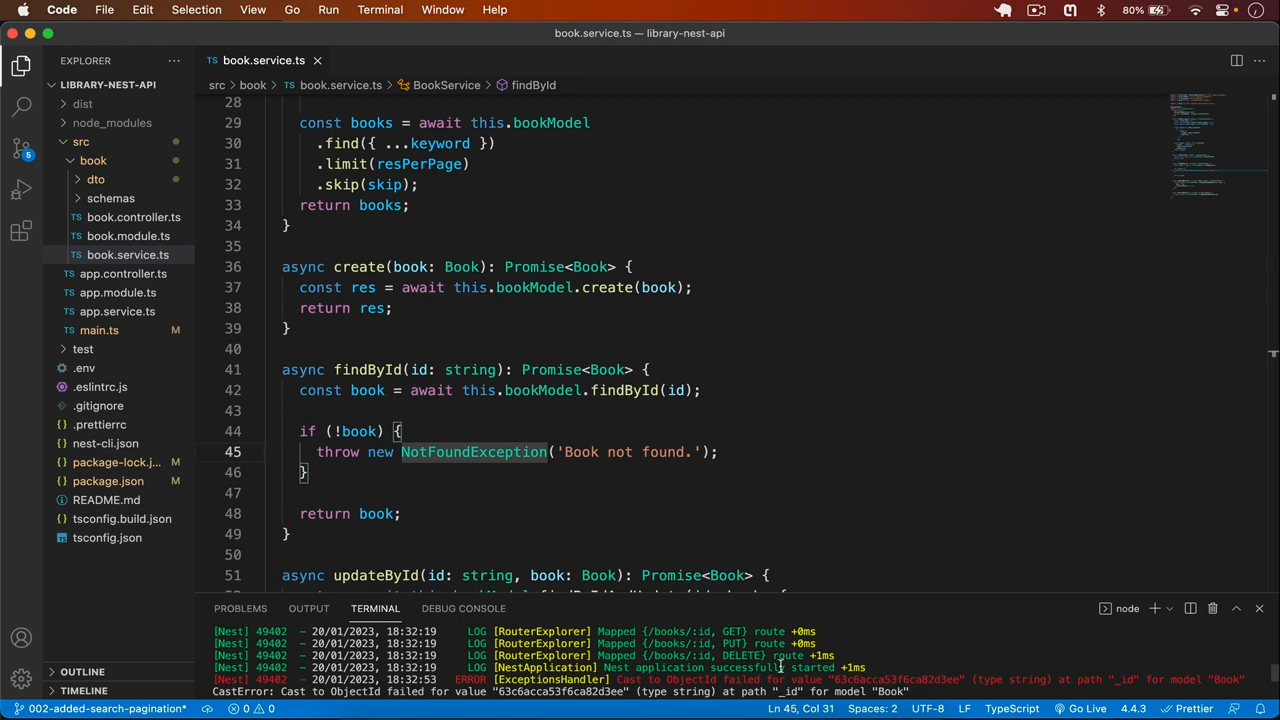 Code File Edit Selection View Go Run Terminal Window Help 80%
book.service.ts — library-nest-api
EXPLORER
TS book.service.ts
LIBRARY-NEST-API
src > book > TS book.service.ts > BookService > findById
dist
node_modules
src
book
dto
schemas
TS book.controller.ts
TS book.module.ts
TS book.service.ts
TS app.controller.ts
TS app.module.ts
TS app.service.ts
TS main.ts M
test
.env
.eslintrc.js
.gitignore
.prettierrc
{} nest-cli.json
{} package-lock.j... M
{} package.json M
README.md
tsconfig.build.json
tsconfig.json
OUTLINE
TIMELINE
5
28
29 const books = await this.bookModel
30 .find({ ...keyword })
31 .limit(resPerPage)
32 .skip(skip);
33 return books;
34 }
35
36 async create(book: Book): Promise<Book> {
37 const res = await this.bookModel.create(book);
38 return res;
39 }
40
41 async findById(id: string): Promise<Book> {
42 const book = await this.bookModel.findById(id);
43
44 if (!book) {
45 throw new NotFoundException('Book not found.');
46 }
47
48 return book;
49 }
50
51 async updateById(id: string, book: Book): Promise<Book> {
PROBLEMS OUTPUT TERMINAL DEBUG CONSOLE node
[Nest] 49402 - 20/01/2023, 18:32:19 LOG [RouterExplorer] Mapped {/books/:id, GET} route +0ms
[Nest] 49402 - 20/01/2023, 18:32:19 LOG [RouterExplorer] Mapped {/books/:id, PUT} route +0ms
[Nest] 49402 - 20/01/2023, 18:32:19 LOG [RouterExplorer] Mapped {/books/:id, DELETE} route +1ms
[Nest] 49402 - 20/01/2023, 18:32:19 LOG [NestApplication] Nest application successfully started +1ms
[Nest] 49402 - 20/01/2023, 18:32:53 ERROR [ExceptionsHandler] Cast to ObjectId failed for value "63c6acca53f6ca82d3ee" (type string) at path "_id" for model "Book"
CastError: Cast to ObjectId failed for value "63c6acca53f6ca82d3ee" (type string) at path "_id" for model "Book"
002-added-search-pagination* 0 0 Ln 45, Col 31 Spaces: 2 UTF-8 LF TypeScript Go Live 4.4.3 Prettier